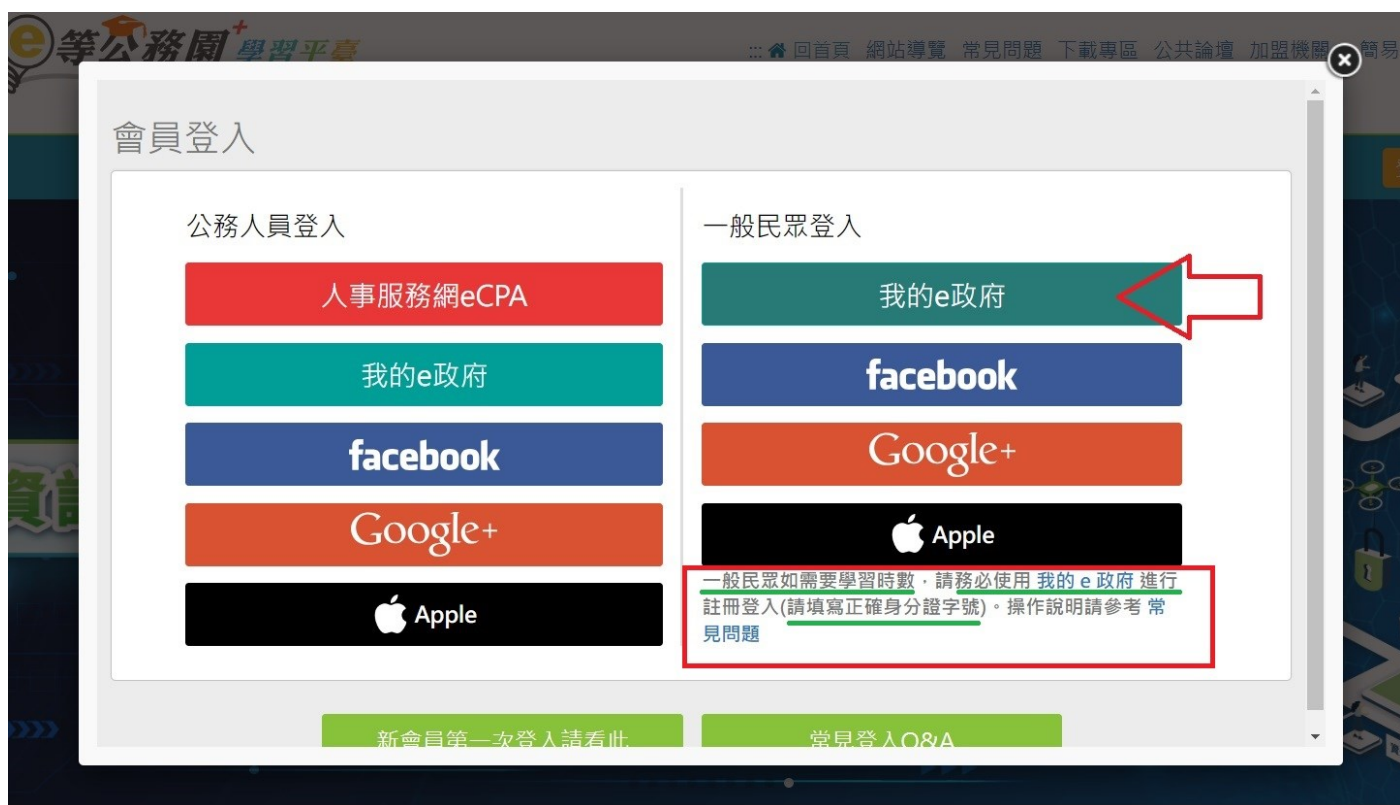 e等公務園+學習平臺
::: 回首頁 網站導覽 常見問題 下載專區 公共論壇 加盟機關 簡易
會員登入
公務人員登入
人事服務網eCPA
我的e政府
facebook
Google+
Apple
一般民眾登入
我的e政府
facebook
Google+
Apple
一般民眾如需要學習時數，請務必使用 我的 e 政府 進行
註冊登入(請填寫正確身分證字號)。操作說明請參考 常
見問題
新會員第一次登入請看此
常見登入Q&A